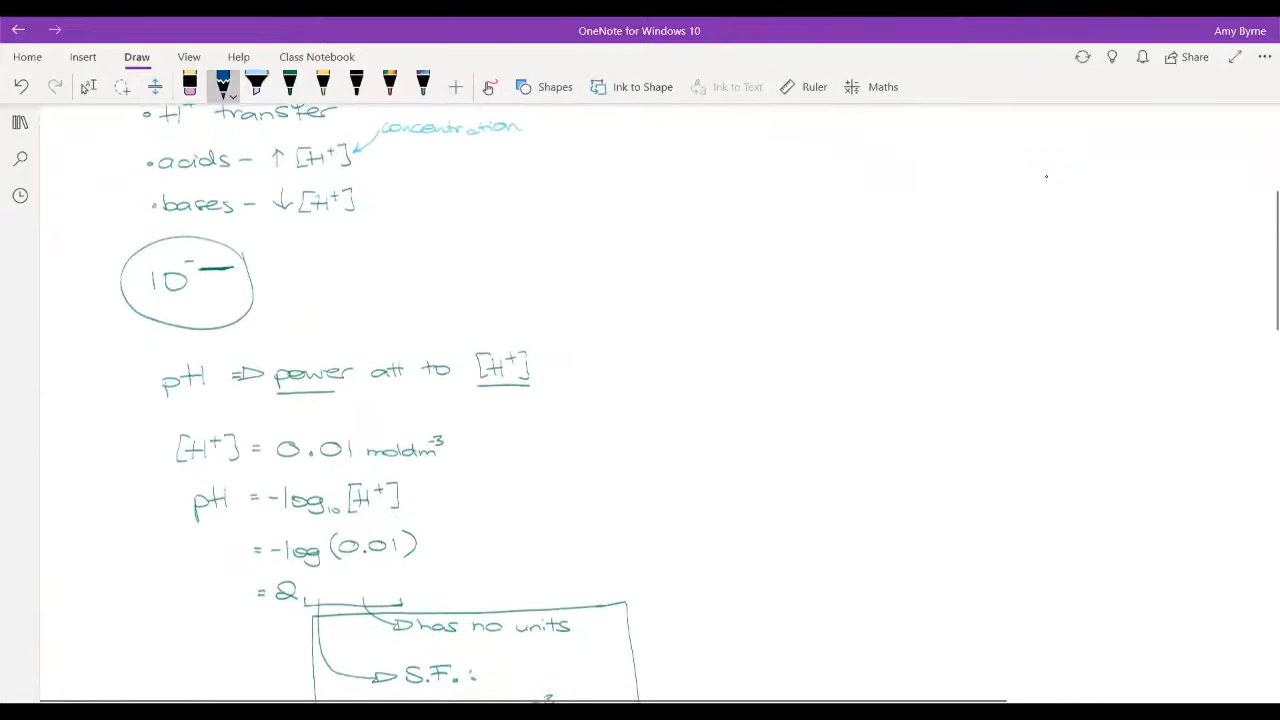 OneNote for Windows 10
Amy Byrne
Home Insert Draw View Help Class Notebook Share
Shapes Ink to Shape Ink to Text Ruler Maths
• H⁺ transfer
concentration
• acids - ↑ [H⁺]
• bases - ↓ [H⁺]
10⁻
pH ⇒ power att to [H⁺]
[H⁺] = 0.01 moldm⁻³
pH = -log₁₀ [H⁺]
= -log (0.01)
= 2
has no units
S.F. :
-3